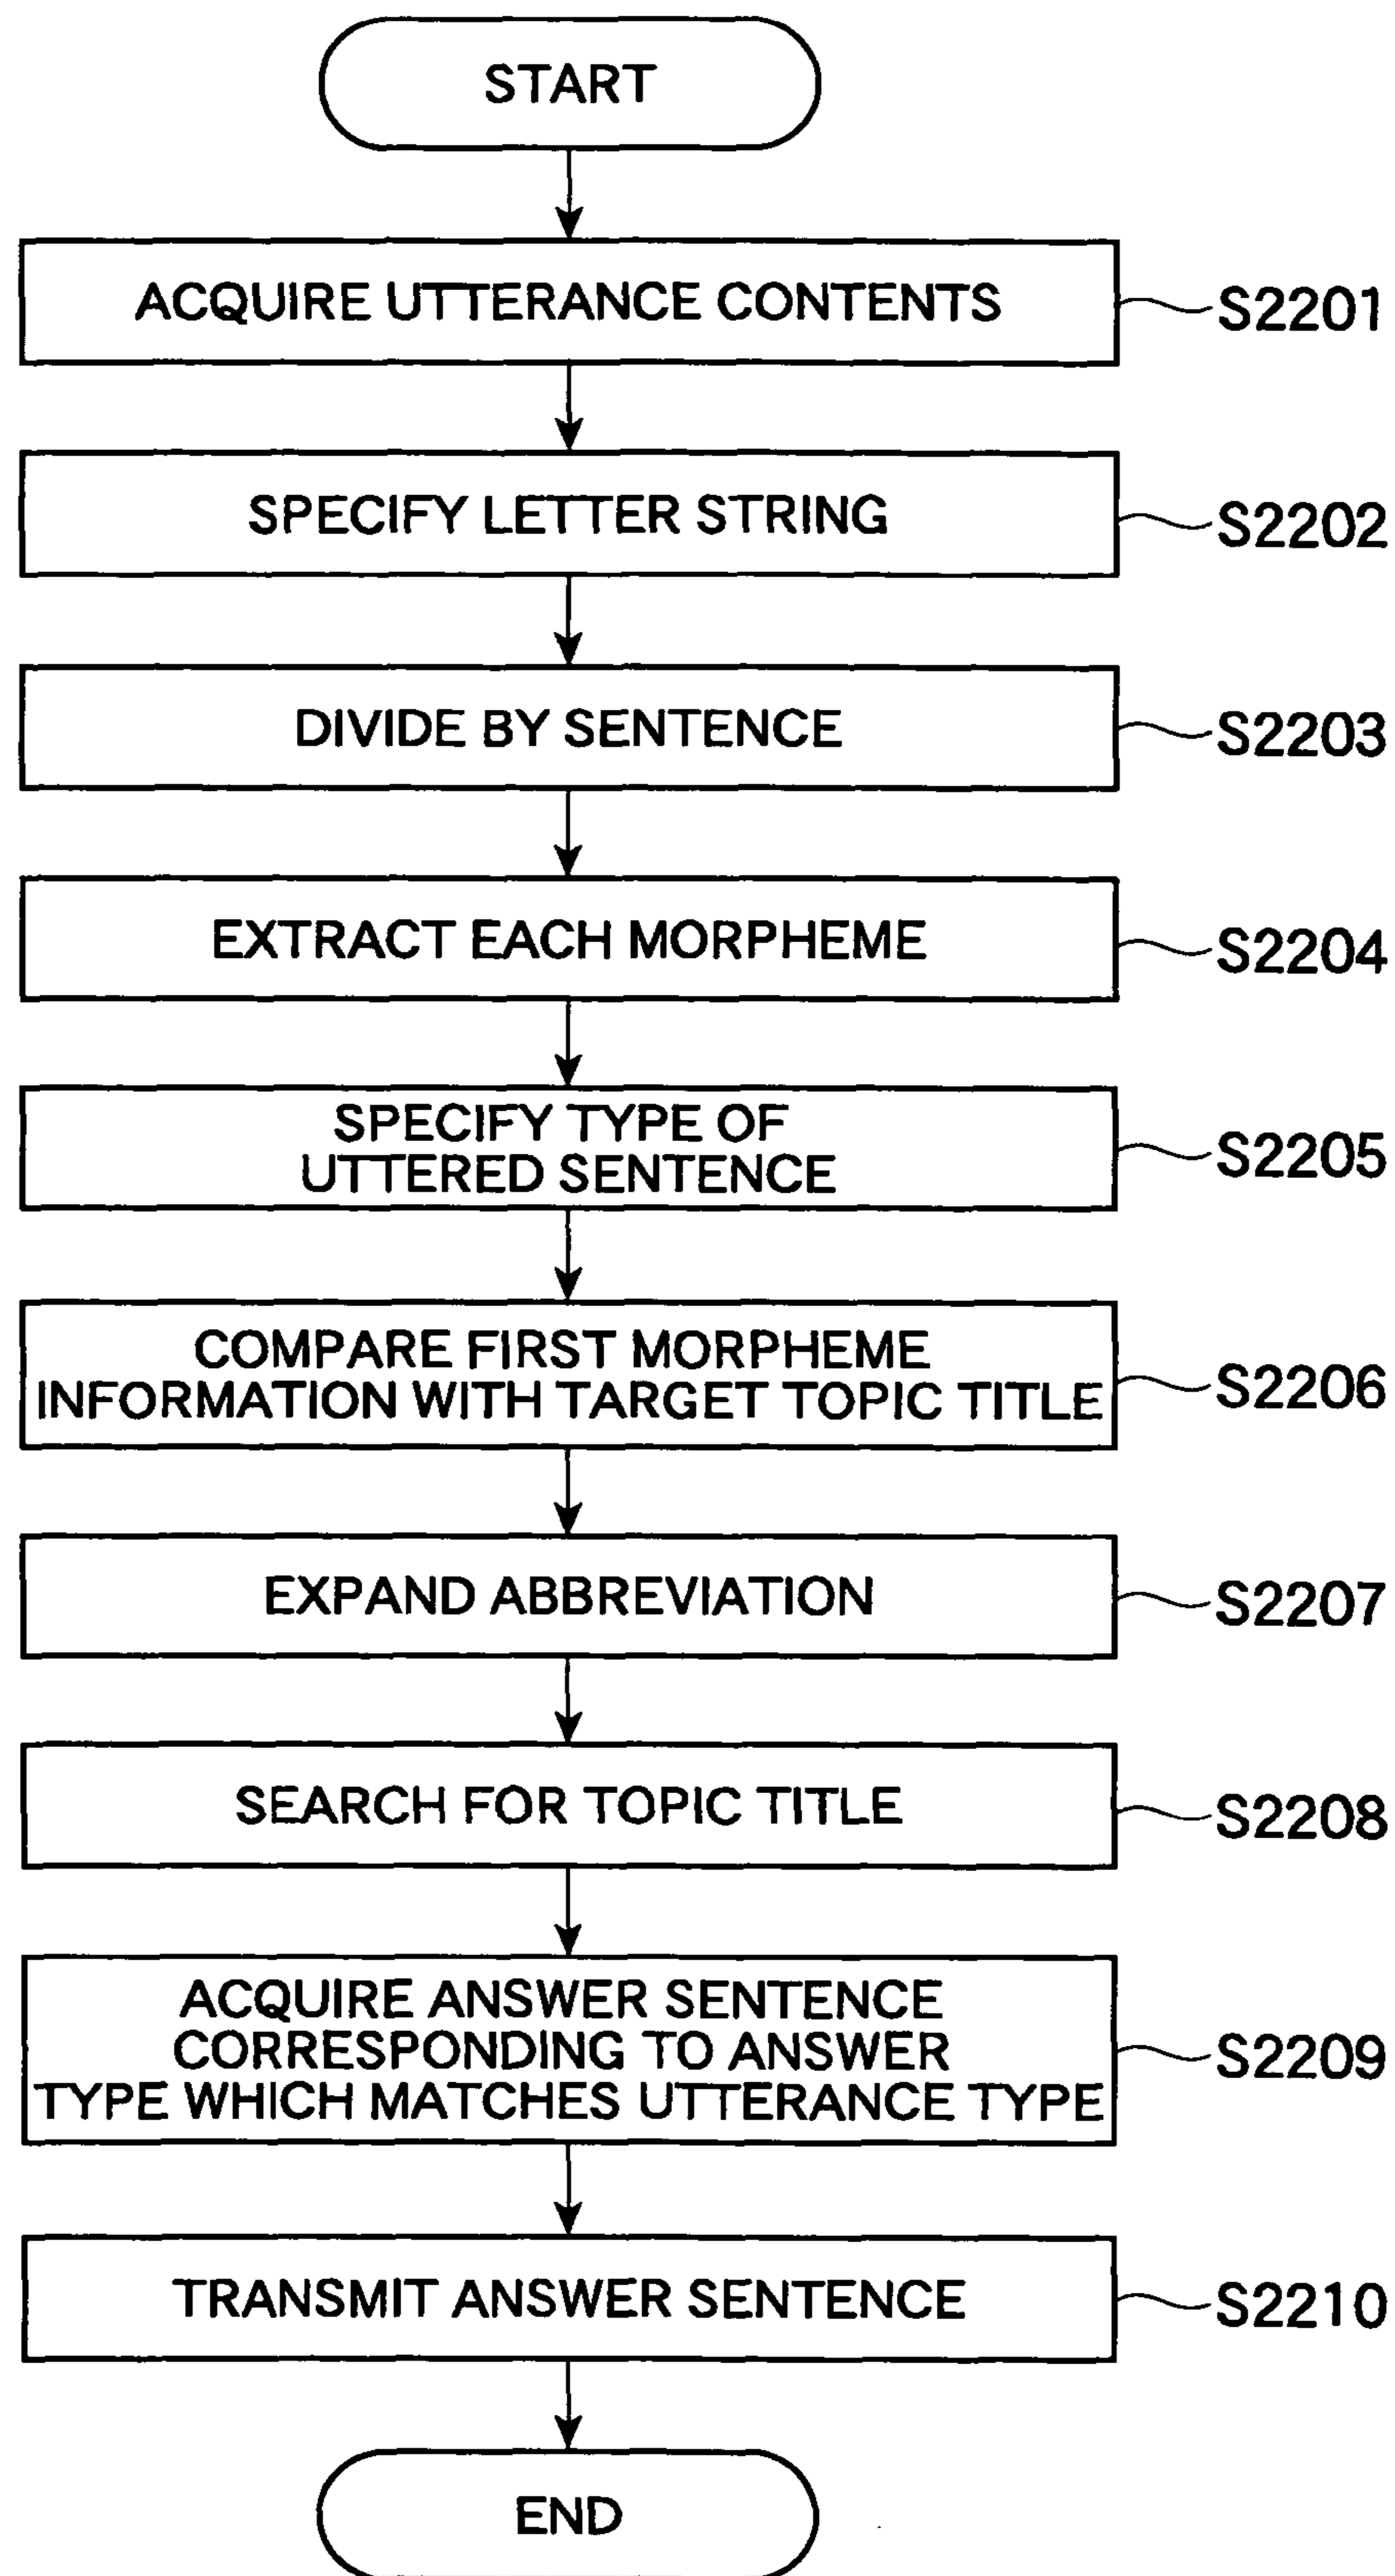 START
ACQUIRE UTTERANCE CONTENTS
S2201
SPECIFY LETTER STRING
S2202
DIVIDE BY SENTENCE
S2203
EXTRACT EACH MORPHEME
S2204
SPECIFY TYPE OF
UTTERED SENTENCE
S2205
COMPARE FIRST MORPHEME
INFORMATION WITH TARGET TOPIC TITLE
S2206
EXPAND ABBREVIATION
S2207
SEARCH FOR TOPIC TITLE
S2208
ACQUIRE ANSWER SENTENCE
CORRESPONDING TO ANSWER
TYPE WHICH MATCHES UTTERANCE TYPE
S2209
TRANSMIT ANSWER SENTENCE
S2210
END